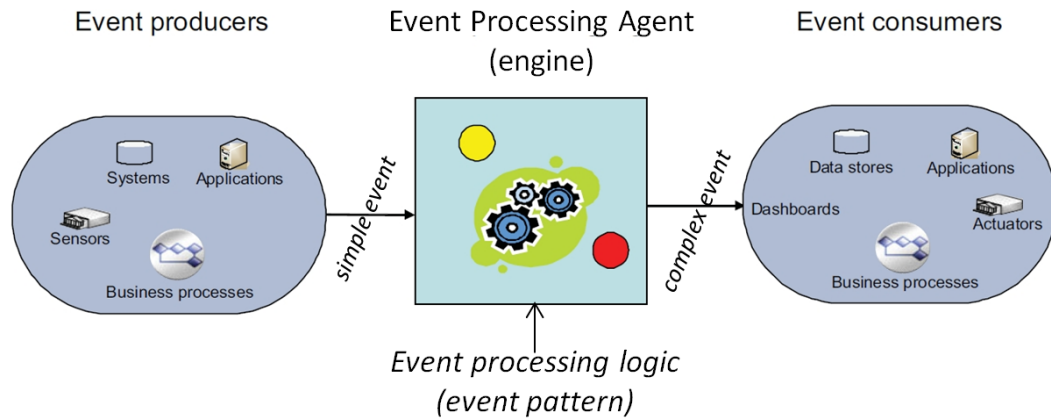 Event producers
Event Processing Agent
(engine)
Event consumers
Systems
Applications
Sensors
Business processes
simple event
complex event
Data stores
Applications
Dashboards
Actuators
Business processes
Event processing logic
(event pattern)